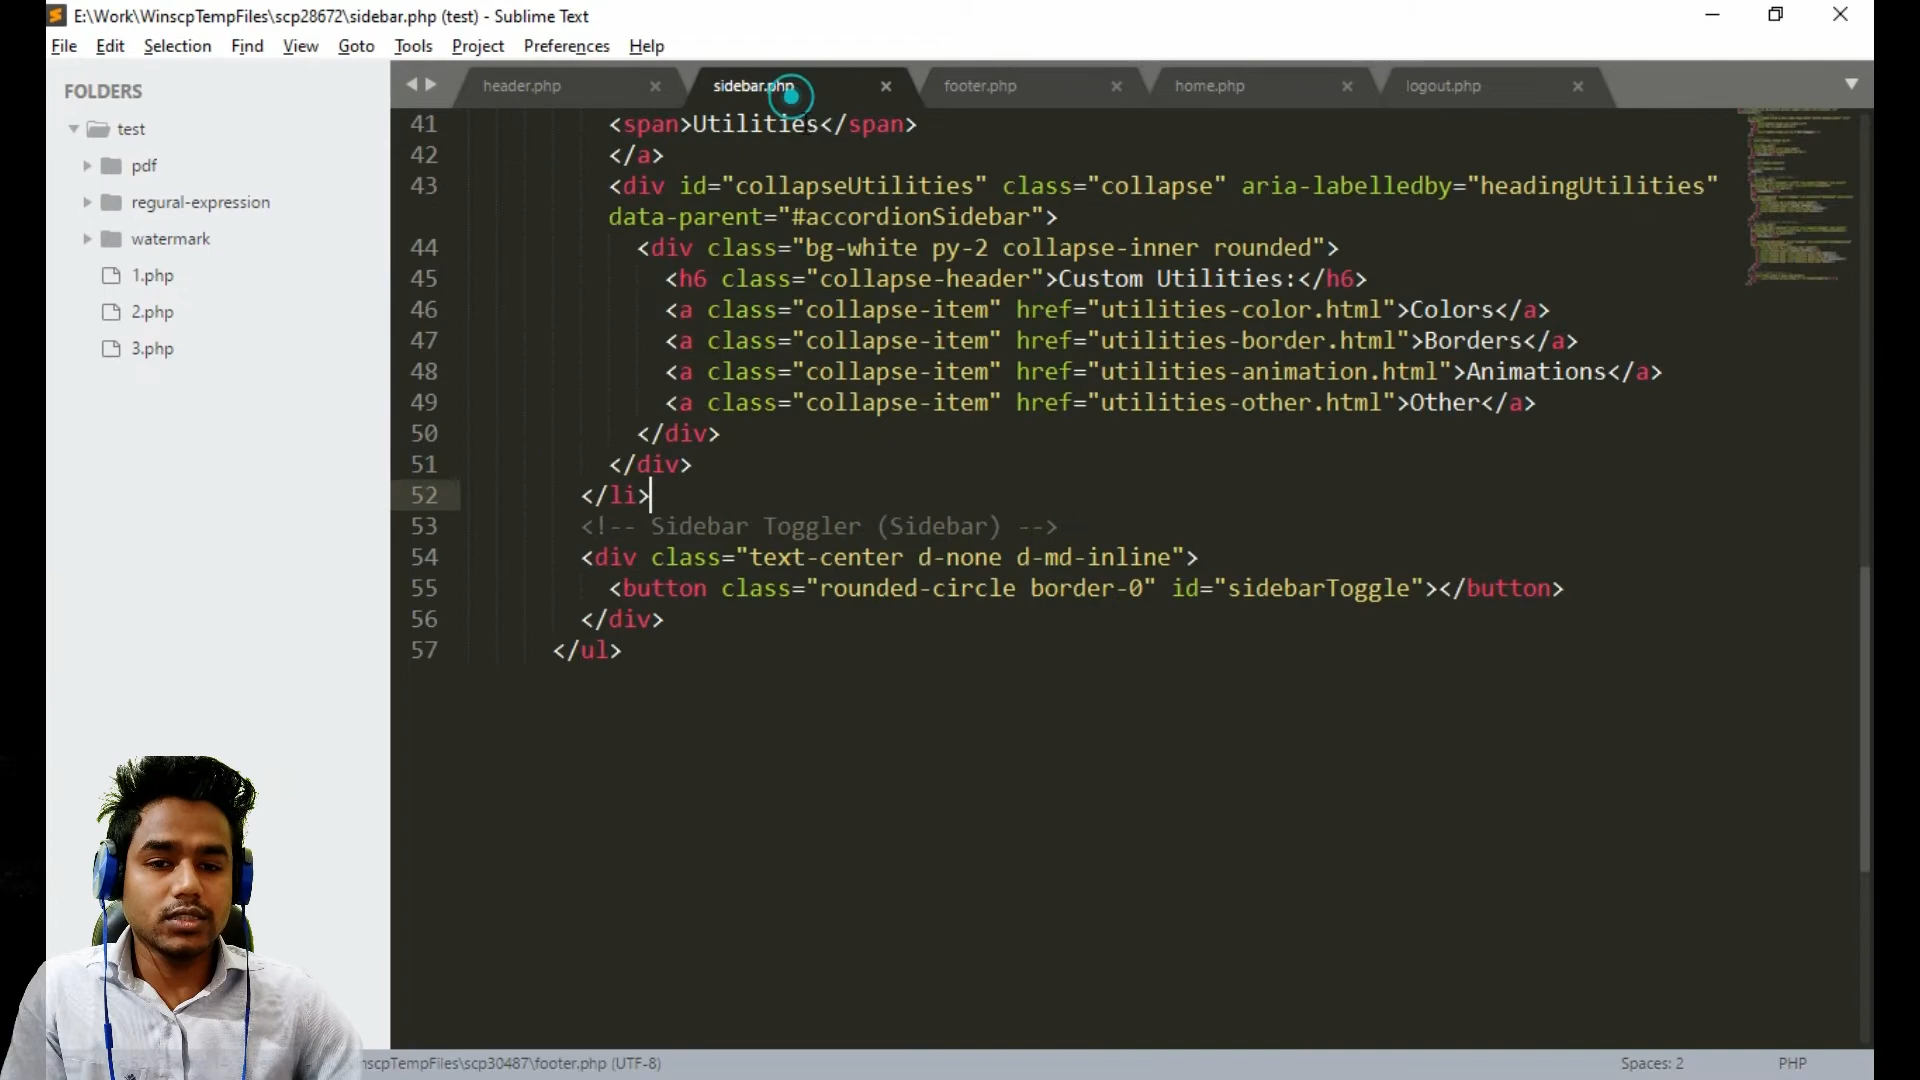 E:\Work\WinscpTempFiles\scp28672\sidebar.php (test) - Sublime Text
File Edit Selection Find View Goto Tools Project Preferences Help
FOLDERS
test
pdf
regural-expression
watermark
1.php
2.php
3.php
header.php sidebar.php footer.php home.php logout.php
41 <span>Utilities</span>
42 </a>
43 <div id="collapseUtilities" class="collapse" aria-labelledby="headingUtilities"
data-parent="#accordionSidebar">
44 <div class="bg-white py-2 collapse-inner rounded">
45 <h6 class="collapse-header">Custom Utilities:</h6>
46 <a class="collapse-item" href="utilities-color.html">Colors</a>
47 <a class="collapse-item" href="utilities-border.html">Borders</a>
48 <a class="collapse-item" href="utilities-animation.html">Animations</a>
49 <a class="collapse-item" href="utilities-other.html">Other</a>
50 </div>
51 </div>
52 </li>
53 <!-- Sidebar Toggler (Sidebar) -->
54 <div class="text-center d-none d-md-inline">
55 <button class="rounded-circle border-0" id="sidebarToggle"></button>
56 </div>
57 </ul>
nscpTempFiles\scp30487\footer.php (UTF-8) Spaces: 2 PHP